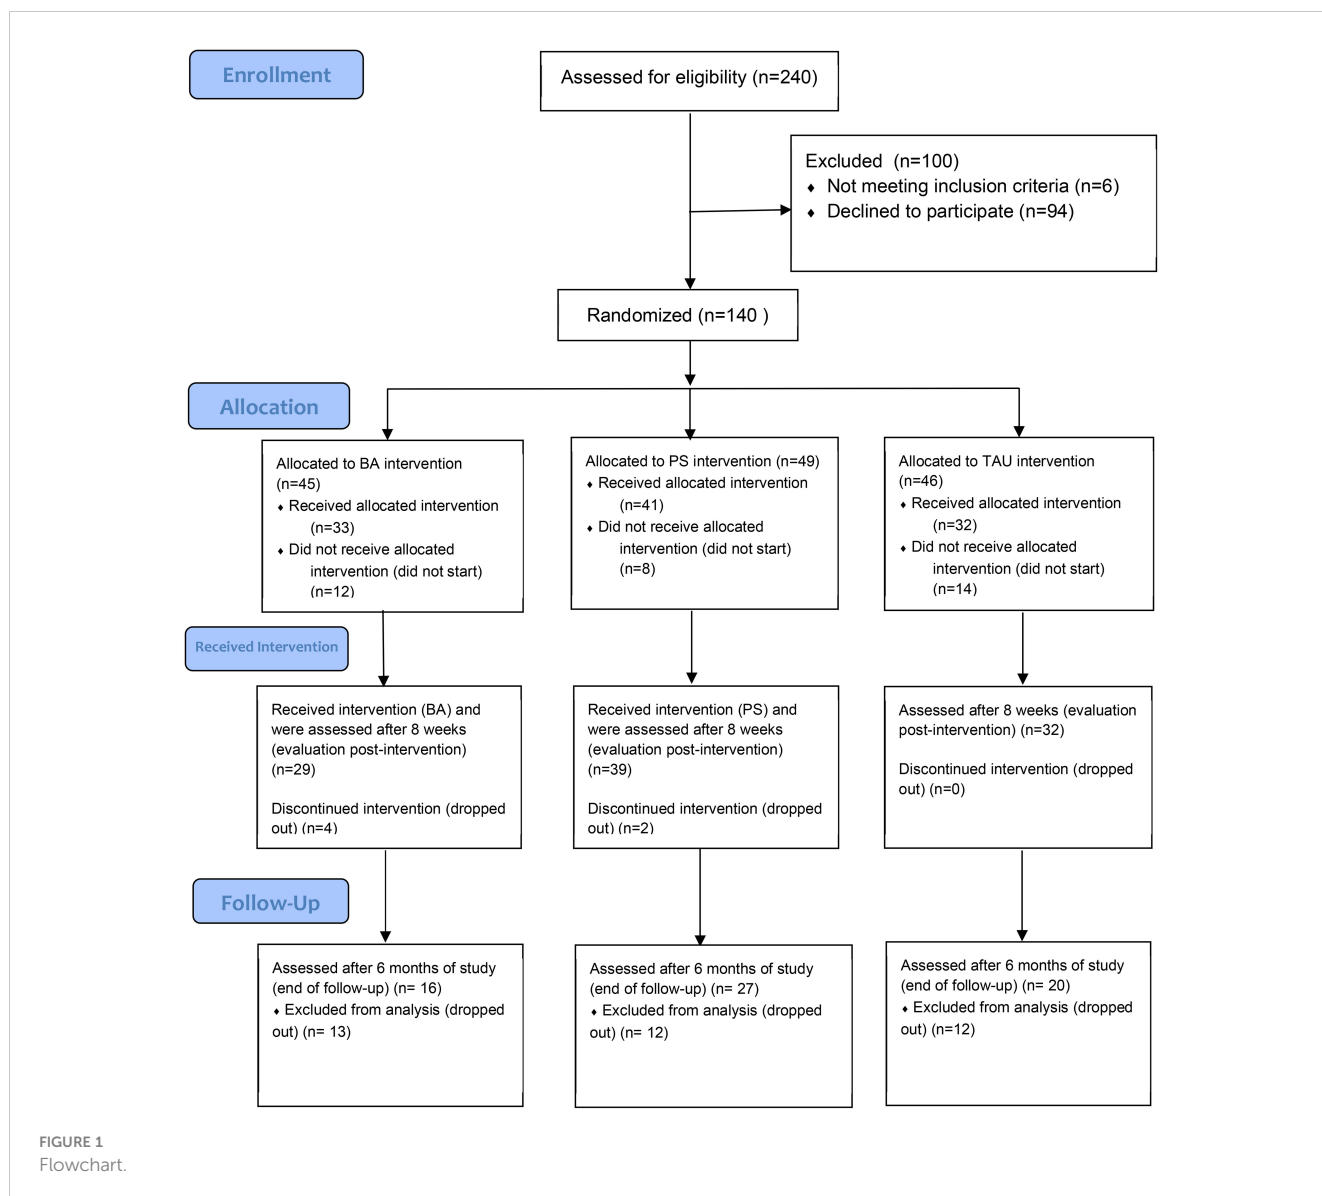 Enrollment
Assessed for eligibility (n=240)
Excluded (n=100)
♦ Not meeting inclusion criteria (n=6)
♦ Declined to participate (n=94)
Randomized (n=140 )
Allocation
Allocated to BA intervention
(n=45)
♦ Received allocated intervention
(n=33)
♦ Did not receive allocated
intervention (did not start)
(n=12)
Allocated to PS intervention (n=49)
♦ Received allocated intervention
(n=41)
♦ Did not receive allocated
intervention (did not start)
(n=8)
Allocated to TAU intervention
(n=46)
♦ Received allocated intervention
(n=32)
♦ Did not receive allocated
intervention (did not start)
(n=14)
Received Intervention
Received intervention (BA) and
were assessed after 8 weeks
(evaluation post-intervention)
(n=29)
Discontinued intervention (dropped
out) (n=4)
Received intervention (PS) and
were assessed after 8 weeks
(evaluation post-intervention)
(n=39)
Discontinued intervention (dropped
out) (n=2)
Assessed after 8 weeks (evaluation
post-intervention) (n=32)
Discontinued intervention (dropped
out) (n=0)
Follow-Up
Assessed after 6 months of study
(end of follow-up) (n= 16)
♦ Excluded from analysis (dropped
out) (n= 13)
Assessed after 6 months of study
(end of follow-up) (n= 27)
♦ Excluded from analysis (dropped
out) (n= 12)
Assessed after 6 months of study
(end of follow-up) (n= 20)
♦ Excluded from analysis (dropped
out) (n=12)
FIGURE 1
Flowchart.